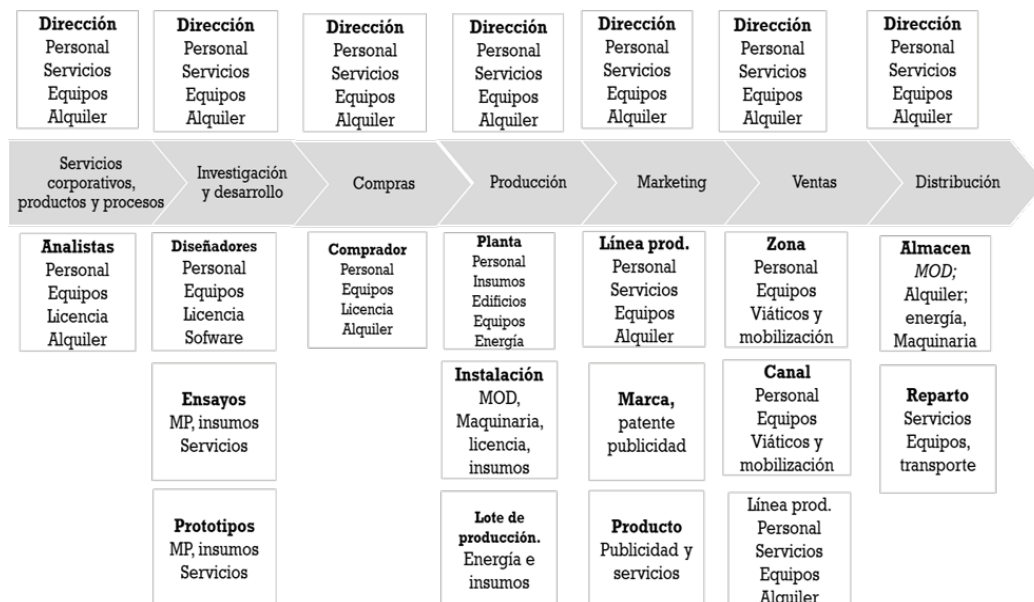 Dirección
Personal
Servicios
Equipos
Alquiler
Dirección
Personal
Servicios
Equipos
Alquiler
Dirección
Personal
Servicios
Equipo
Alquiler
Dirección
Personal
Servicios
Equipos
Alquiler
Dirección
Personal
Servicios
Equipos
Alquiler
Dirección
Personal
Servicios
Equipos
Alquiler
Dirección
Personal
Servicios
Equipos
Alquiler
Servicios
corporativos,
productos y procesos
Investigación
y desarrollo
Compras
Producción
Marketing
Ventas
Distribución
Analistas
Personal
Equipos
Licencia
Alquiler
Diseñadores
Personal
Equipos
Licencia
Sofware
Comprador
Personal
Equipos
Licencia
Alquiler
Planta
Personal
Insumos
Edificios
Equipos
Energía
Línea prod.
Personal
Servicios
Equipos
Alquiler
Zona
Personal
Equipos
Viáticos y
mobilización
Almacen
MOD;
Alquiler;
energía,
Maquinaria
Ensayos
MP, insumos
Servicios
Instalación
MOD,
Maquinaria,
licencia,
insumos
Marca,
patente
publicidad
Canal
Personal
Equipos
Viáticos y
mobilización
Reparto
Servicios
Equipos,
transporte
Prototipos
MP, insumos
Servicios
Lote de
producción.
Energía e
insumos
Producto
Publicidad y
servicios
Línea prod.
Personal
Servicios
Equipos
Alquiler